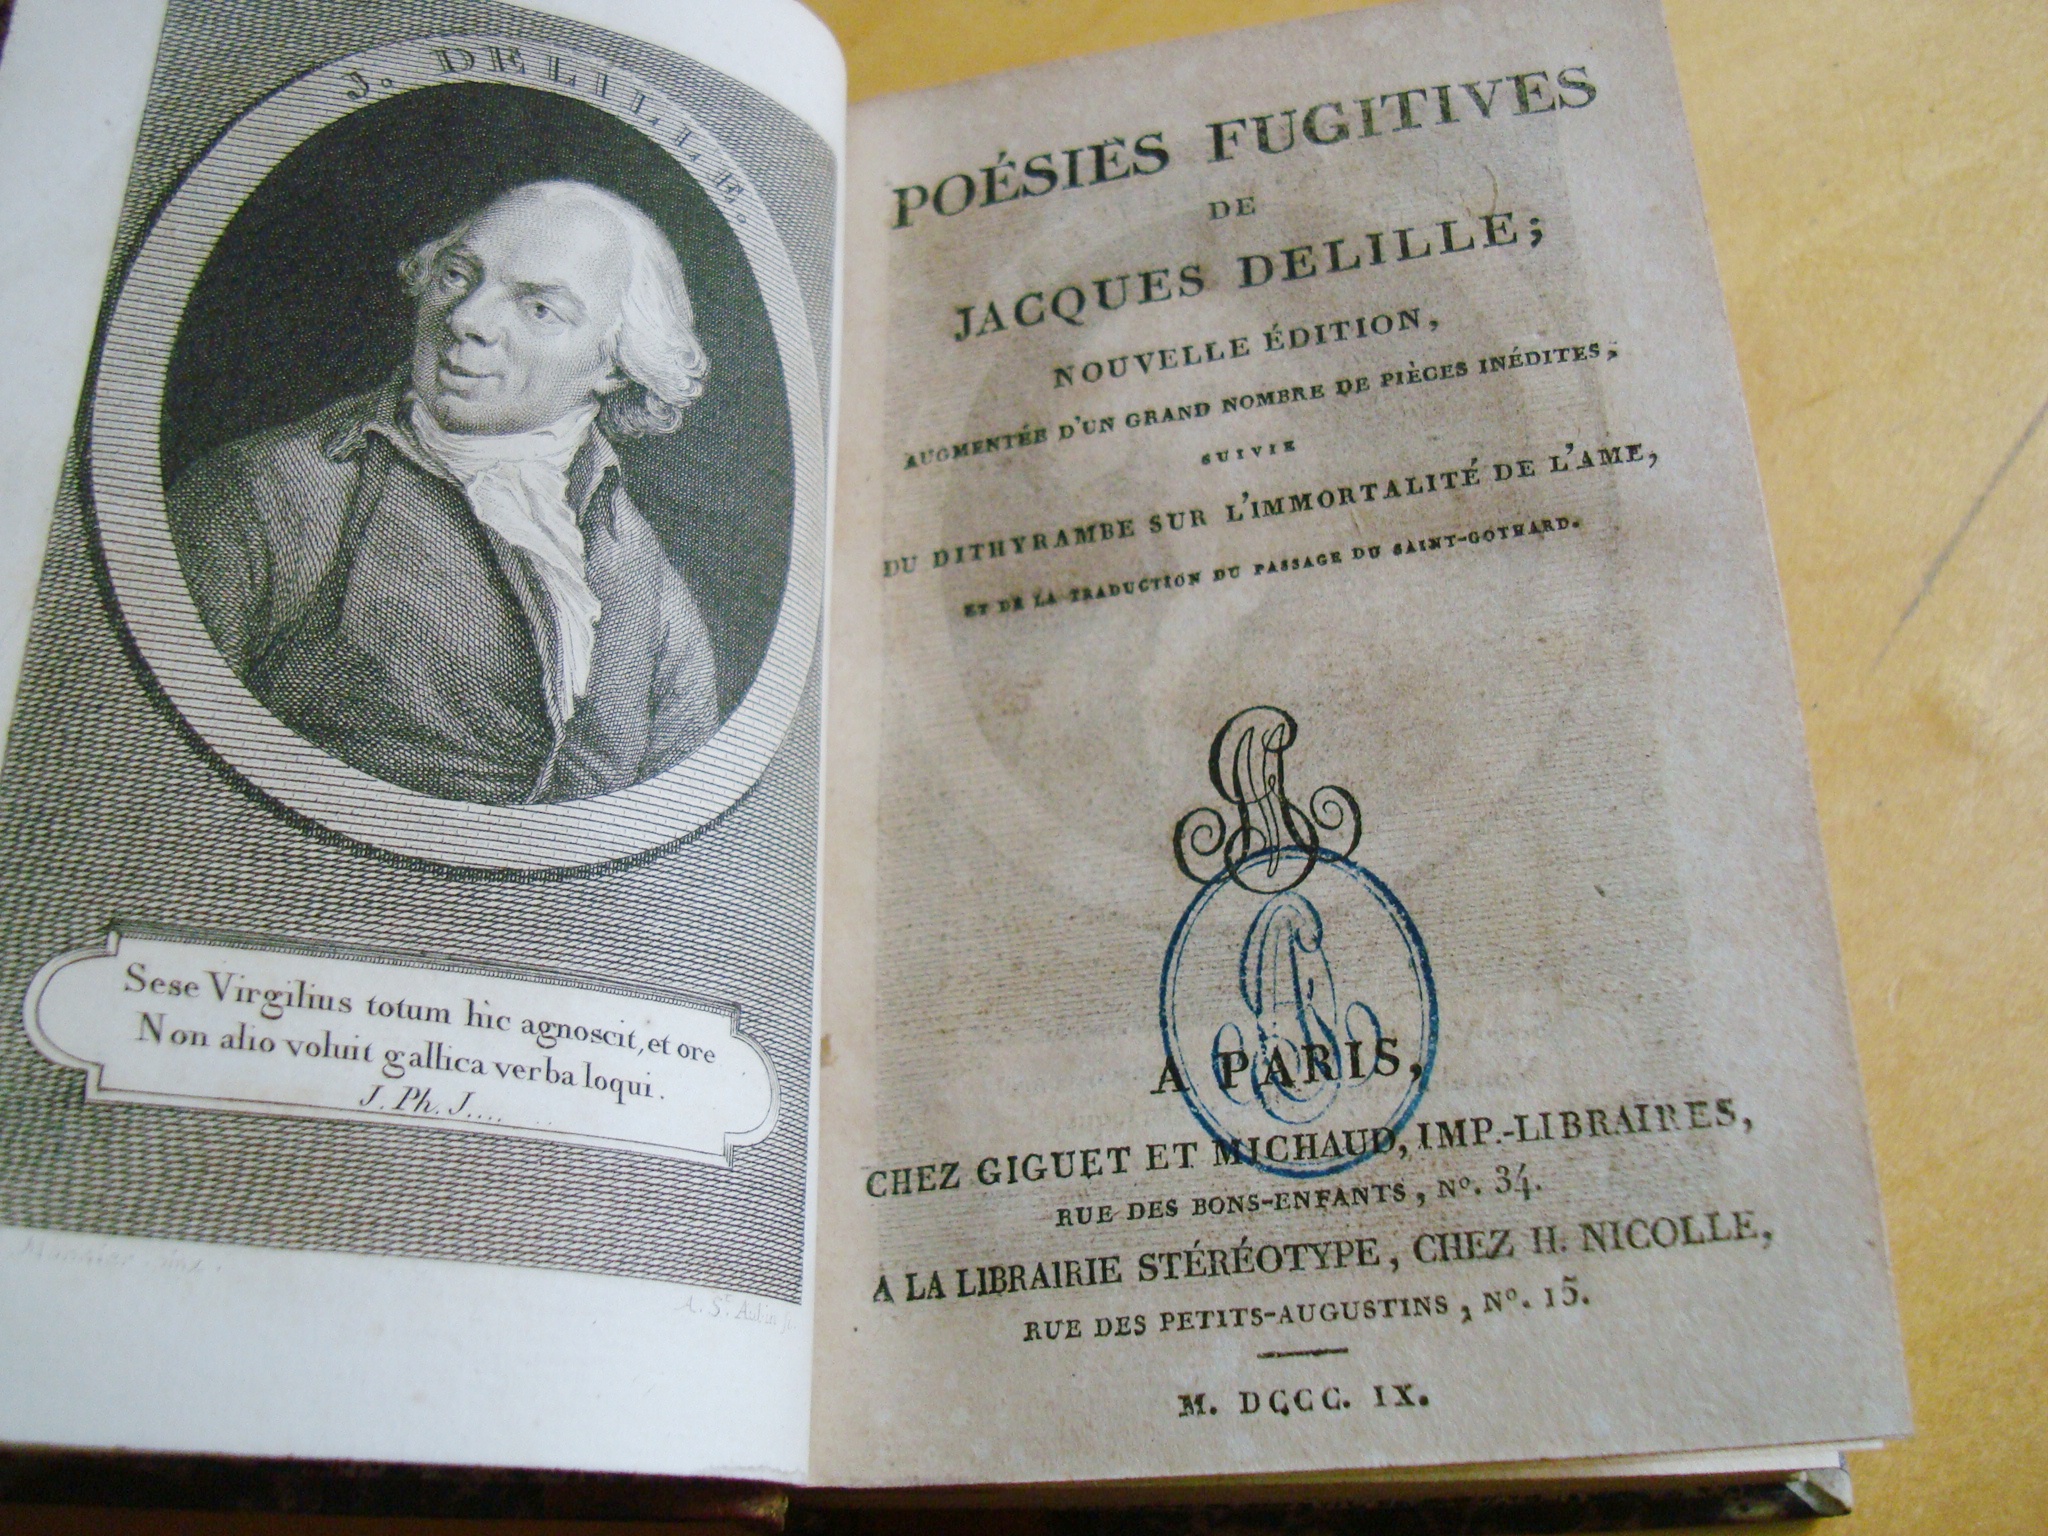 J. DELILLE.
Sese Virgilius totum hic agnoscit, et ore
Non alio voluit gallica verba loqui.
J. Ph. J....
A. St. Aubin sc.
POÉSIES FUGITIVES
DE
JACQUES DELILLE;
NOUVELLE ÉDITION,
AUGMENTÉE D'UN GRAND NOMBRE DE PIÈCES INÉDITES,
SUIVIE
DU DITHYRAMBE SUR L'IMMORTALITÉ DE L'AME,
ET DE LA TRADUCTION DU PASSAGE DU SAINT-GOTHARD.
A PARIS,
CHEZ GIGUET ET MICHAUD, IMP.-LIBRAIRES,
RUE DES BONS-ENFANTS, N°. 34.
A LA LIBRAIRIE STÉRÉOTYPE, CHEZ H. NICOLLE,
RUE DES PETITS-AUGUSTINS, N°. 15.
M. DCCC. IX.